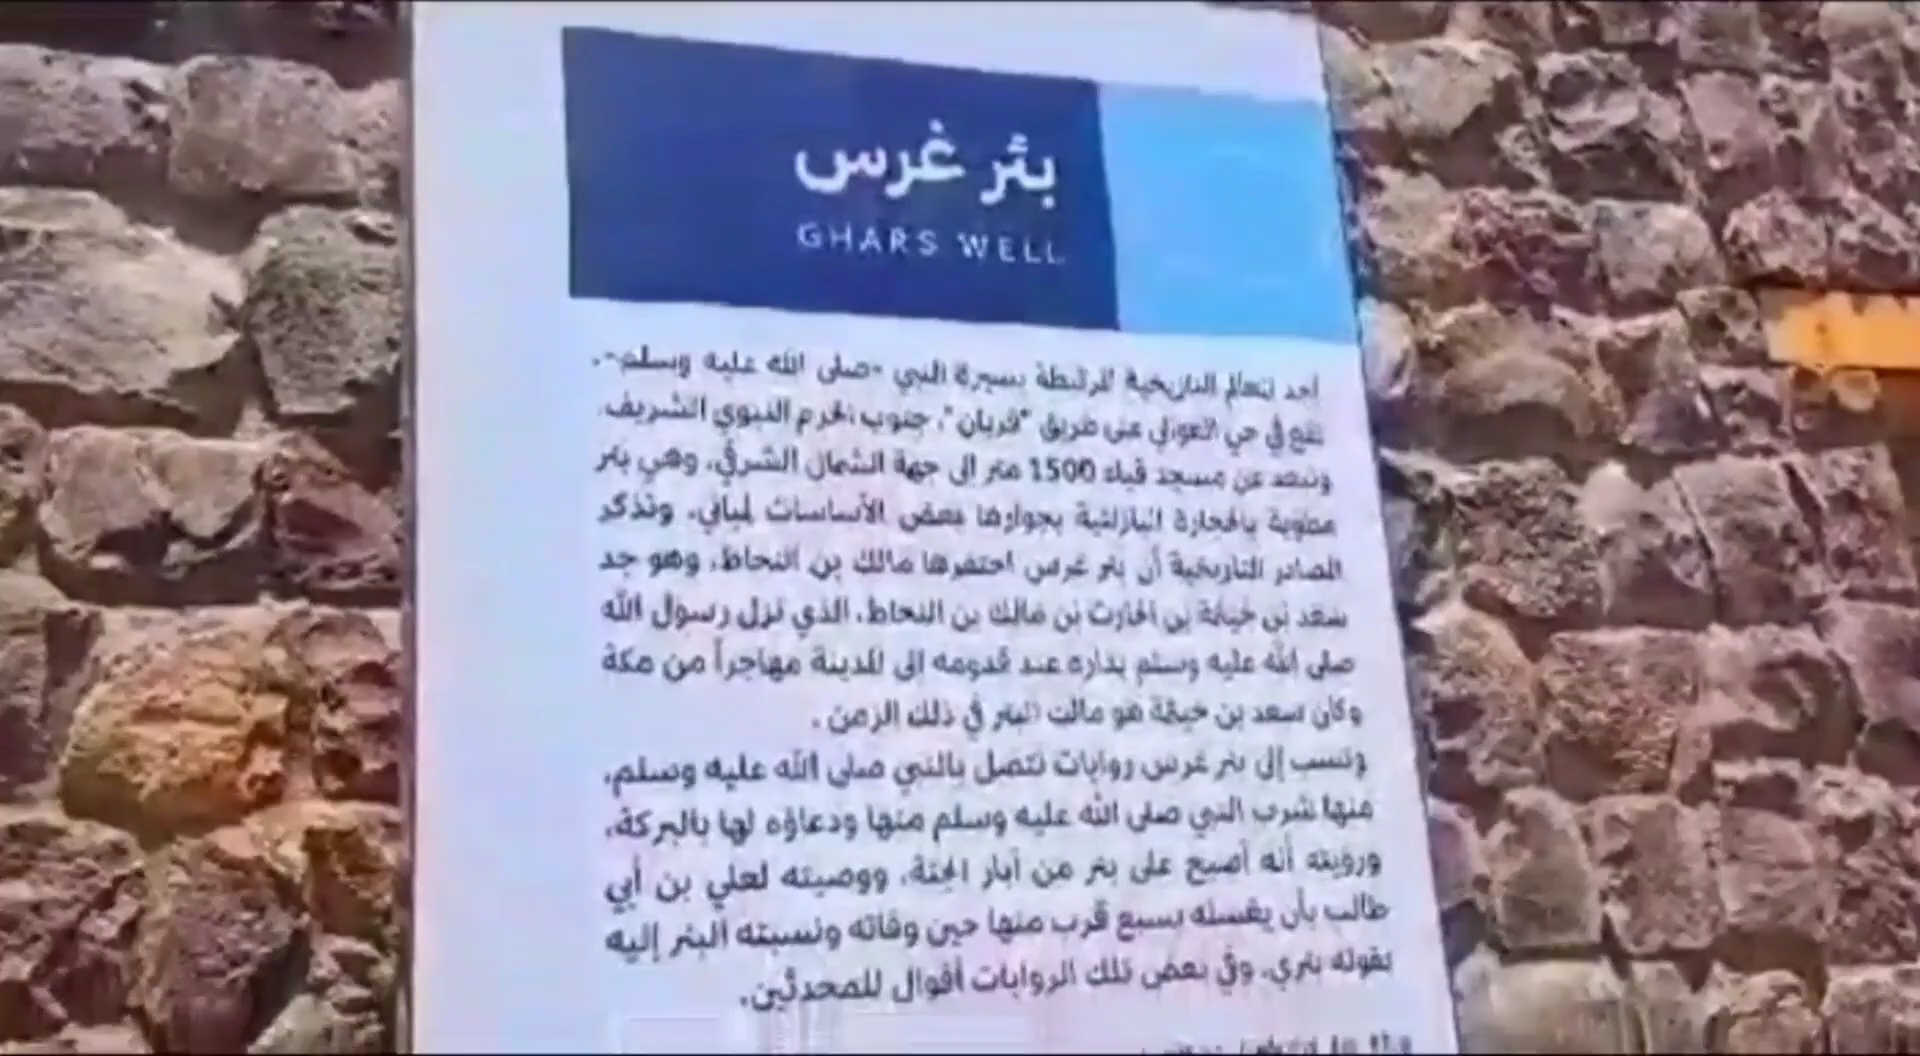 بئر غرس
GHARS WELL
أحد المعالم التاريخية المرتبطة بسيرة النبي -صلى الله عليه وسلم-.
تقع في حي العوالي على طريق "قربان"، جنوب الحرم النبوي الشريف،
وتبعد عن مسجد قباء 1500 متر إلى جهة الشمال الشرقي، وهي بئر
مطوية بالحجارة البازلتية بجوارها بعض الأساسات لمباني، وتذكر
المصادر التاريخية أن بئر غرس احتفرها مالك بن النحاط، وهو جد
سعد بن خيثمة بن الحارث بن مالك بن النحاط، الذي نزل رسول الله
صلى الله عليه وسلم بداره عند قدومه الى المدينة مهاجراً من مكة
وكان سعد بن خيثمة هو مالك البئر في ذلك الزمن .
وتنسب إلى بئر غرس روايات تتصل بالنبي صلى الله عليه وسلم،
منها شرب النبي صلى الله عليه وسلم منها ودعاؤه لها بالبركة،
ورؤيته أنه أصبح على بئر من آبار الجنة، ووصيته لعلي بن أبي
طالب بأن يغسله بسبع قرب منها حين وفاته ونسبته البئر إليه
بقوله بئري، وفي بعض تلك الروايات أقوال للمحدثين.